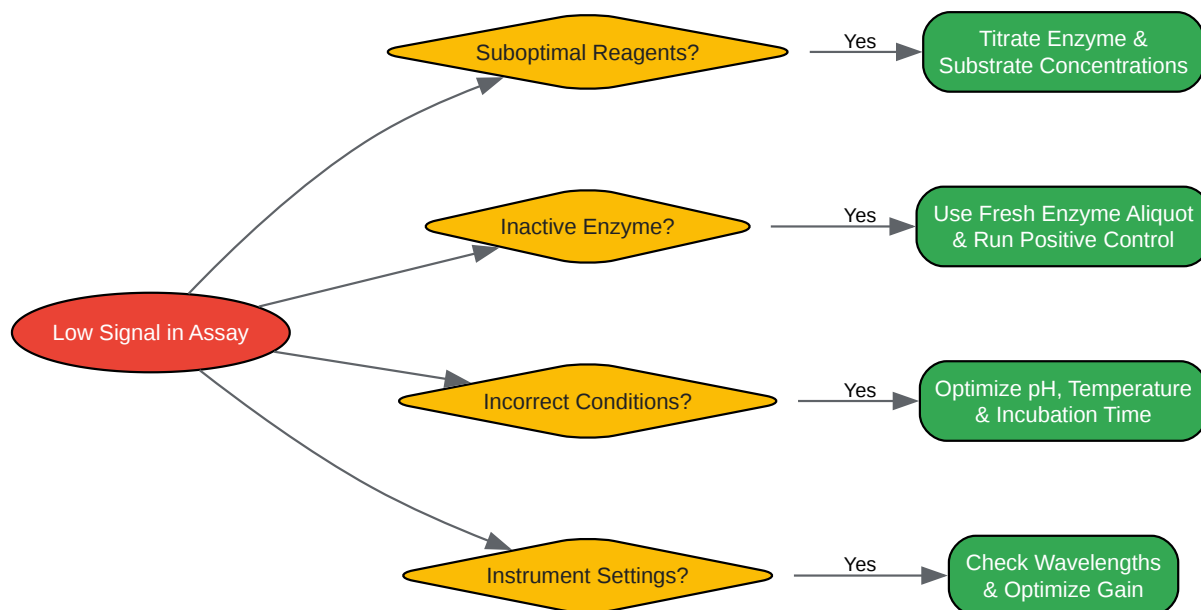 Suboptimal Reagents?
Yes
Titrate Enzyme &
Substrate Concentrations
Inactive Enzyme?
Yes
Use Fresh Enzyme Aliquot
& Run Positive Control
Low Signal in Assay
Incorrect Conditions?
Yes
Optimize pH, Temperature
& Incubation Time
Instrument Settings?
Yes
Check Wavelengths
& Optimize Gain